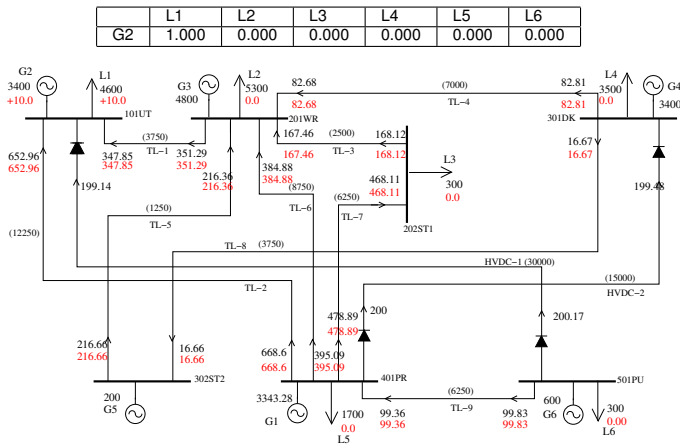 L1 L2 L3 L4 L5 L6
G2 1.000 0.000 0.000 0.000 0.000 0.000
G2
3400
+10.0
L1
4600
+10.0
101UT
G3
4800
L2
5300
0.0
201WR
82.68
82.68
(7000)
TL−4
82.81
82.81
L4
3500
0.0
301DK
G4
3400
652.96
652.96
347.85
347.85
(3750)
TL−1
351.29
351.29
167.46
167.46
(2500)
TL−3
168.12
168.12
16.67
16.67
199.14
216.36
216.36
384.88
384.88
468.11
468.11
L3
300
0.0
199.48
(12250)
(1250)
TL−5
(8750)
TL−6
(6250)
TL−7
202ST1
TL−8
(3750)
HVDC−1 (30000)
TL−2
(15000)
HVDC−2
216.66
216.66
16.66
16.66
668.6
668.6
395.09
395.09
478.89
478.89
200
200.17
302ST2
200
G5
401PR
3343.28
G1
1700
0.0
L5
99.36
99.36
(6250)
TL−9
99.83
99.83
501PU
600
G6
300
0.00
L6